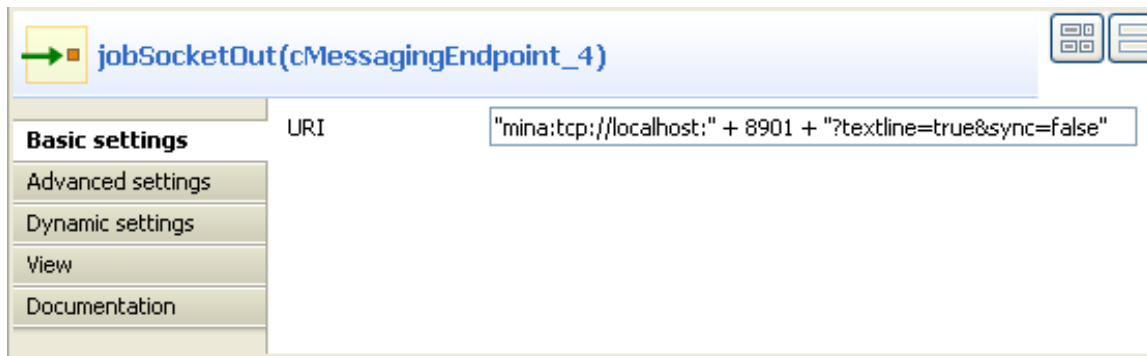 jobSocketOut(cMessagingEndpoint_4)
Basic settings
URI "mina:tcp://localhost:" + 8901 + "?textline=true&sync=false"
Advanced settings
Dynamic settings
View
Documentation